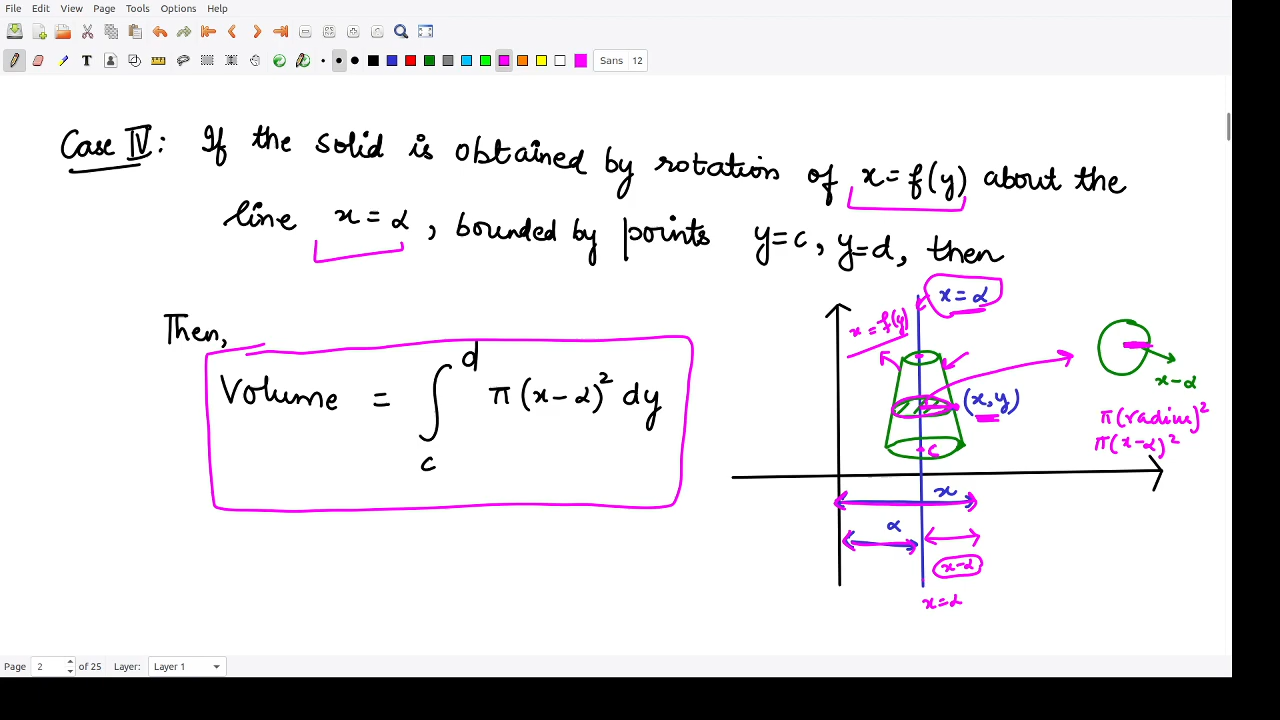 File Edit View Page Tools Options Help
T Sans 12
Case IV: If the solid is obtained by rotation of x = f(y) about the
line x = α, bounded by points y=c, y=d, then
Then,
Volume = ∫_c^d π(x-α)² dy
x = α
x = f(y)
(x,y)
c
x-α
π(radius)²
π(x-α)²
x
α
x-α
x=α
Page 2 of 25 Layer: Layer 1